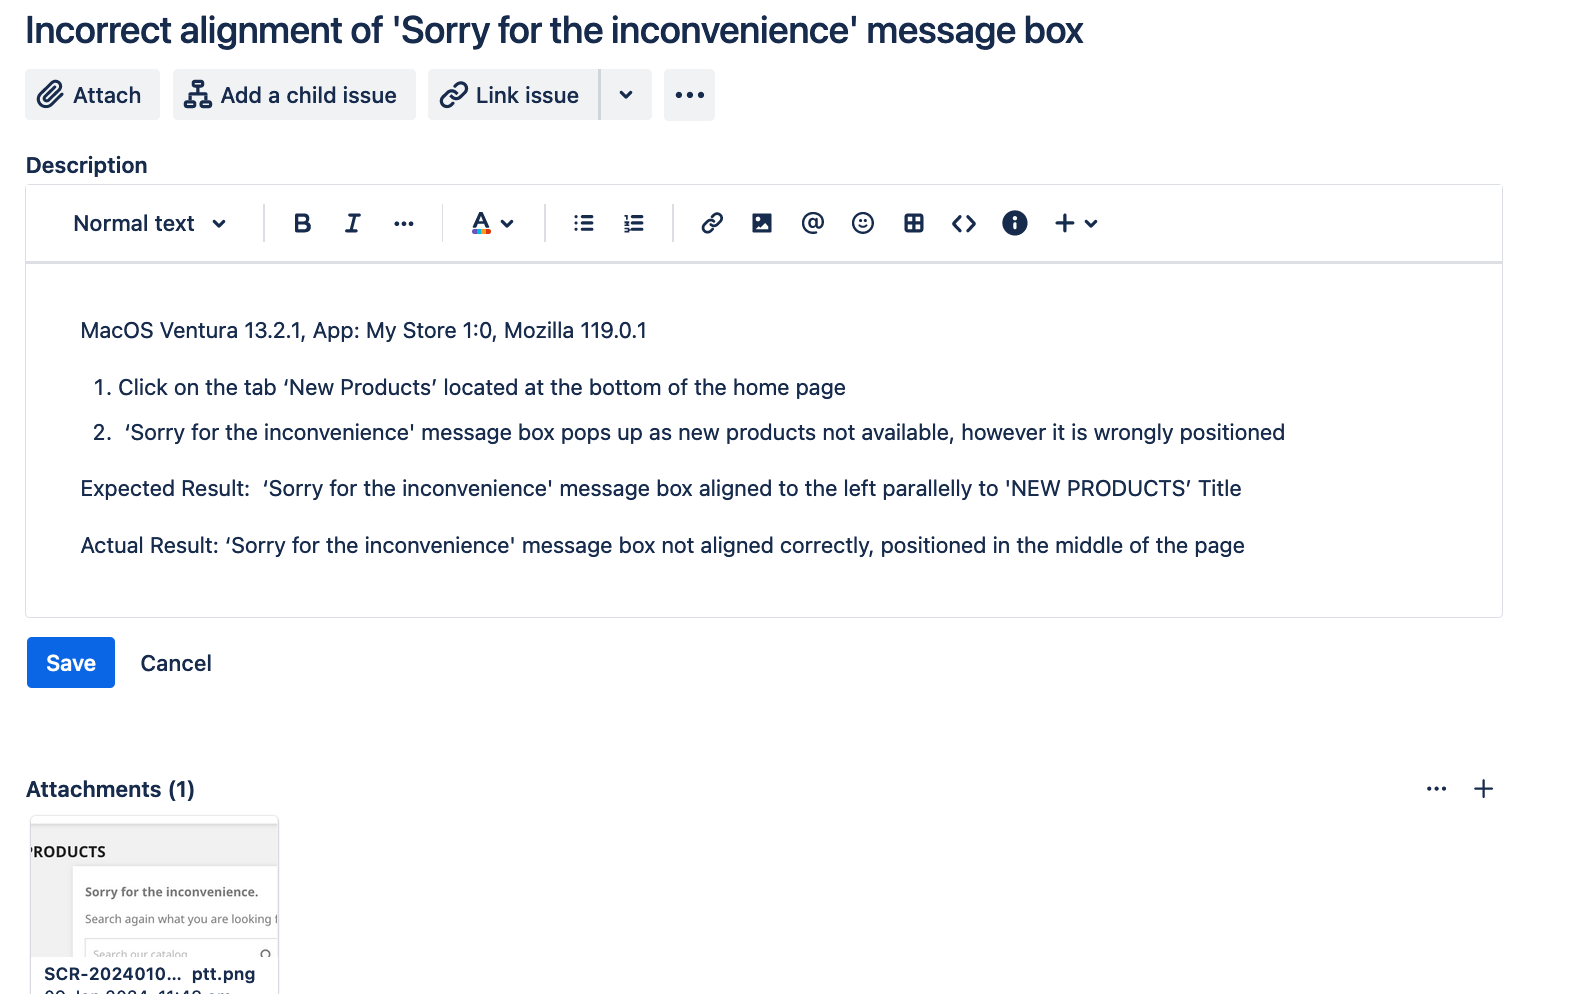 Incorrect alignment of 'Sorry for the inconvenience' message box
Attach
Add a child issue
Link issue
Description
Normal text
MacOS Ventura 13.2.1, App: My Store 1:0, Mozilla 119.0.1
1. Click on the tab ‘New Products’ located at the bottom of the home page
2. ‘Sorry for the inconvenience' message box pops up as new products not available, however it is wrongly positioned
Expected Result: ‘Sorry for the inconvenience' message box aligned to the left parallelly to 'NEW PRODUCTS’ Title
Actual Result: ‘Sorry for the inconvenience' message box not aligned correctly, positioned in the middle of the page
Save
Cancel
Attachments (1)
PRODUCTS
Sorry for the inconvenience.
Search again what you are looking
Search our catalog
SCR-2024010... ptt.png